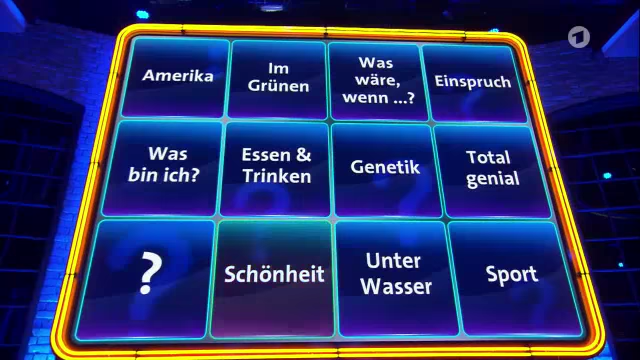 1
Amerika
Im
Grünen
Was
wäre,
wenn ...?
Einspruch
Was
bin ich?
Essen &
Trinken
Genetik
Total
genial
?
Schönheit
Unter
Wasser
Sport